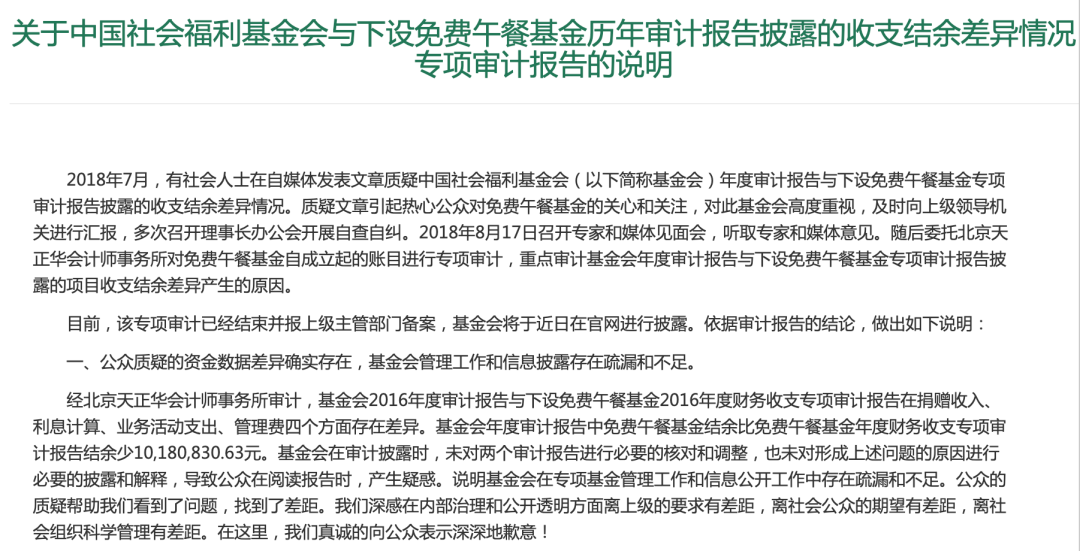 关于中国社会福利基金会与下设免费午餐基金历年审计报告披露的收支结余差异情况
专项审计报告的说明
2018年7月，有社会人士在自媒体发表文章质疑中国社会福利基金会（以下简称基金会）年度审计报告与下设免费午餐基金专项
审计报告披露的收支结余差异情况。质疑文章引起热心公众对免费午餐基金的关心和关注，对此基金会高度重视，及时向上级领导机
关进行汇报，多次召开理事长办公会开展自查自纠。2018年8月17日召开专家和媒体见面会，听取专家和媒体意见。随后委托北京天
正华会计师事务所对免费午餐基金自成立起的账目进行专项审计，重点审计基金会年度审计报告与下设免费午餐基金专项审计报告披
露的项目收支结余差异产生的原因。
目前，该专项审计已经结束并报上级主管部门备案，基金会将于近日在官网进行披露。依据审计报告的结论，做出如下说明：
一、公众质疑的资金数据差异确实存在，基金会管理工作和信息披露存在疏漏和不足。
经北京天正华会计师事务所审计，基金会2016年度审计报告与下设免费午餐基金2016年度财务收支专项审计报告在捐赠收入、
利息计算、业务活动支出、管理费四个方面存在差异。基金会年度审计报告中免费午餐基金结余比免费午餐基金年度财务收支专项审
计报告结余少10,180,830.63元。基金会在审计披露时，未对两个审计报告进行必要的核对和调整，也未对形成上述问题的原因进行
必要的披露和解释，导致公众在阅读报告时，产生疑惑。说明基金会在专项基金管理工作和信息公开工作中存在疏漏和不足。公众的
质疑帮助我们看到了问题，找到了差距。我们深感在内部治理和公开透明方面离上级的要求有差距，离社会公众的期望有差距，离社
会组织科学管理有差距。在这里，我们真诚的向公众表示深深地歉意！